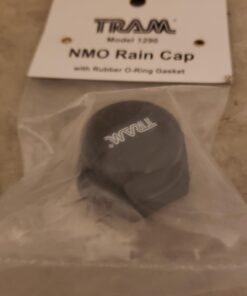 TRAM®
Model 1290
NMO Rain Cap
with Rubber O-Ring Gasket
TRAM®